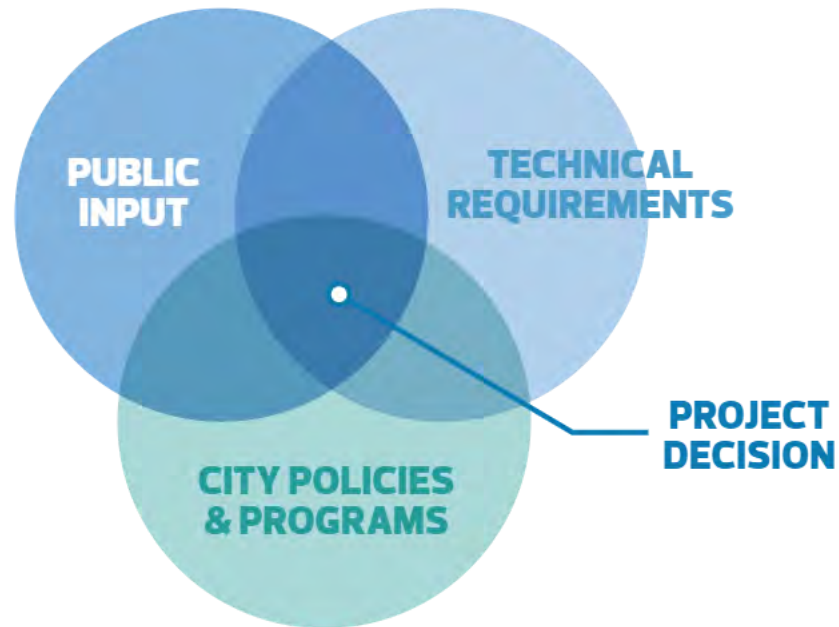 PUBLIC
INPUT
TECHNICAL
REQUIREMENTS
PROJECT
DECISION
CITY POLICIES
& PROGRAMS